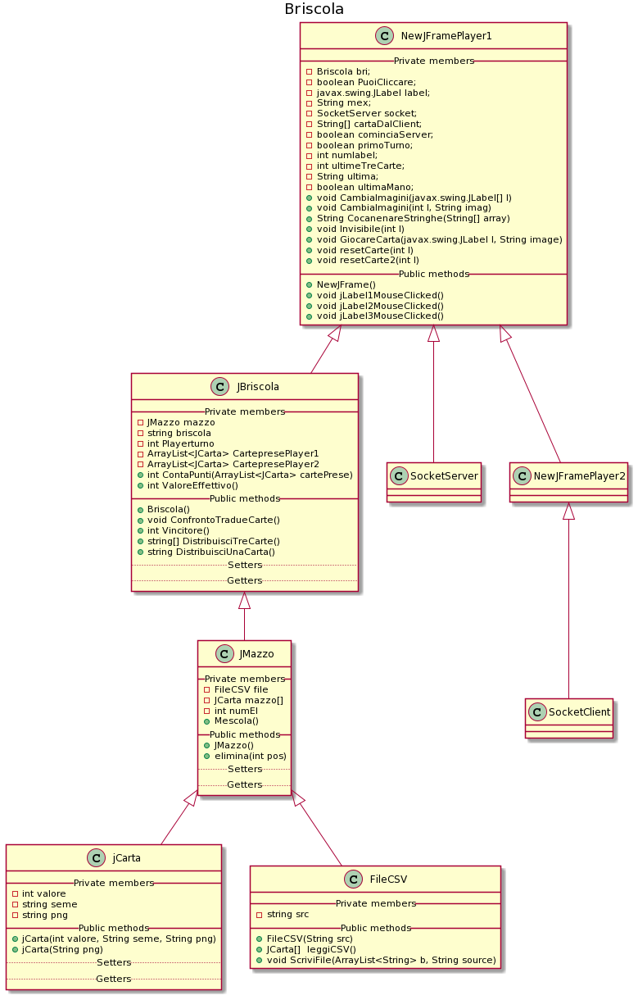 Briscola
C NewJFramePlayer1
Private members
Briscola bri;
boolean PuoiCliccare;
javax.swing.JLabel label;
String mex;
SocketServer socket;
String[] cartaDalClient;
boolean cominciaServer;
boolean primoTurno;
int numlabel;
int ultimeTreCarte;
String ultima;
boolean ultimaMano;
void CambiaImagini(javax.swing.JLabel[] l)
void CambiaImagini(int l, String imag)
String CocanenareStringhe(String[] array)
void Invisibile(int l)
void GiocareCarta(javax.swing.JLabel l, String image)
void resetCarte(int l)
void resetCarte2(int l)
Public methods
NewJFrame()
void jLabel1MouseClicked()
void jLabel2MouseClicked()
void jLabel3MouseClicked()
C JBriscola
Private members
JMazzo mazzo
string briscola
int Playerturno
ArrayList<JCarta> CartepresePlayer1
ArrayList<JCarta> CartepresePlayer2
int ContaPunti(ArrayList<JCarta> cartePrese)
int ValoreEffettivo()
Public methods
Briscola()
void ConfrontoTradueCarte()
int Vincitore()
string[] DistribuisciTreCarte()
string DistribuisciUnaCarta()
Setters
Getters
C SocketServer
C NewJFramePlayer2
C JMazzo
Private members
FileCSV file
JCarta mazzo[]
int numEl
Mescola()
Public methods
JMazzo()
elimina(int pos)
Setters
Getters
C SocketClient
C jCarta
Private members
int valore
string seme
string png
Public methods
jCarta(int valore, String seme, String png)
jCarta(String png)
Setters
Getters
C FileCSV
Private members
string src
Public methods
FileCSV(String src)
JCarta[] leggiCSV()
void ScriviFile(ArrayList<String> b, String source)